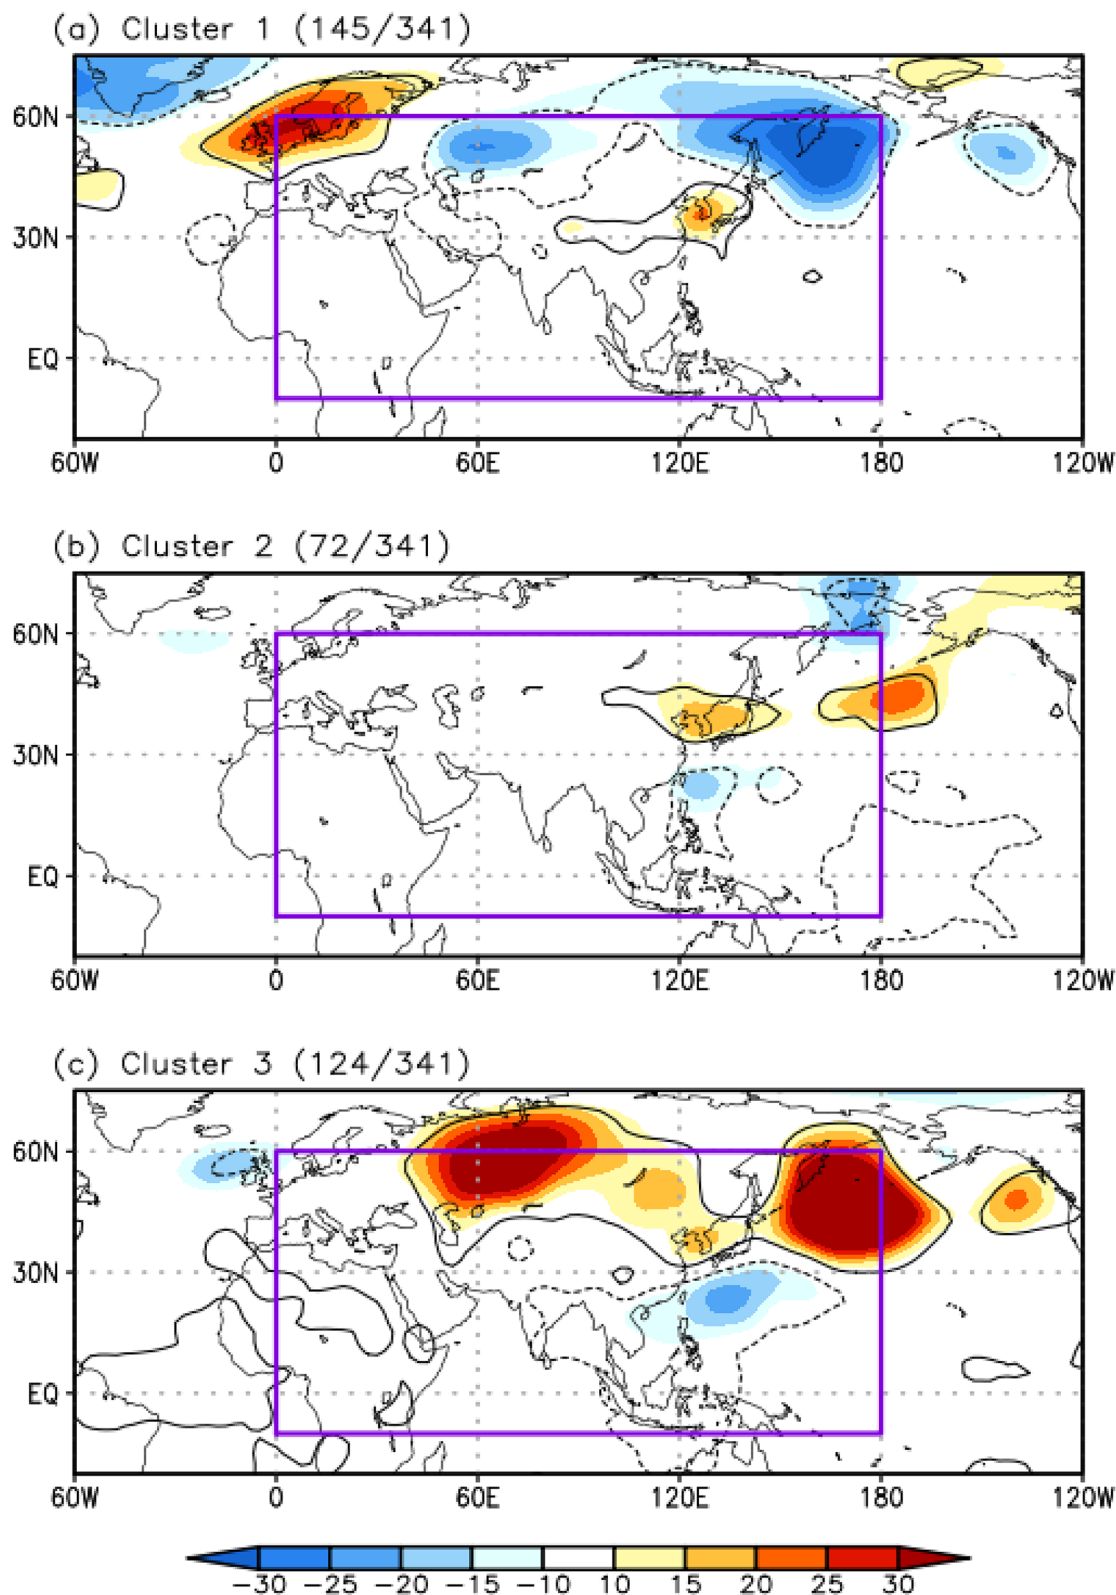 (a) Cluster 1 (145/341)
60N
30N
EQ
60W 0 60E 120E 180 120W
(b) Cluster 2 (72/341)
60N
30N
EQ
60W 0 60E 120E 180 120W
(c) Cluster 3 (124/341)
60N
30N
EQ
60W 0 60E 120E 180 120W
-30 -25 -20 -15 -10 10 15 20 25 30